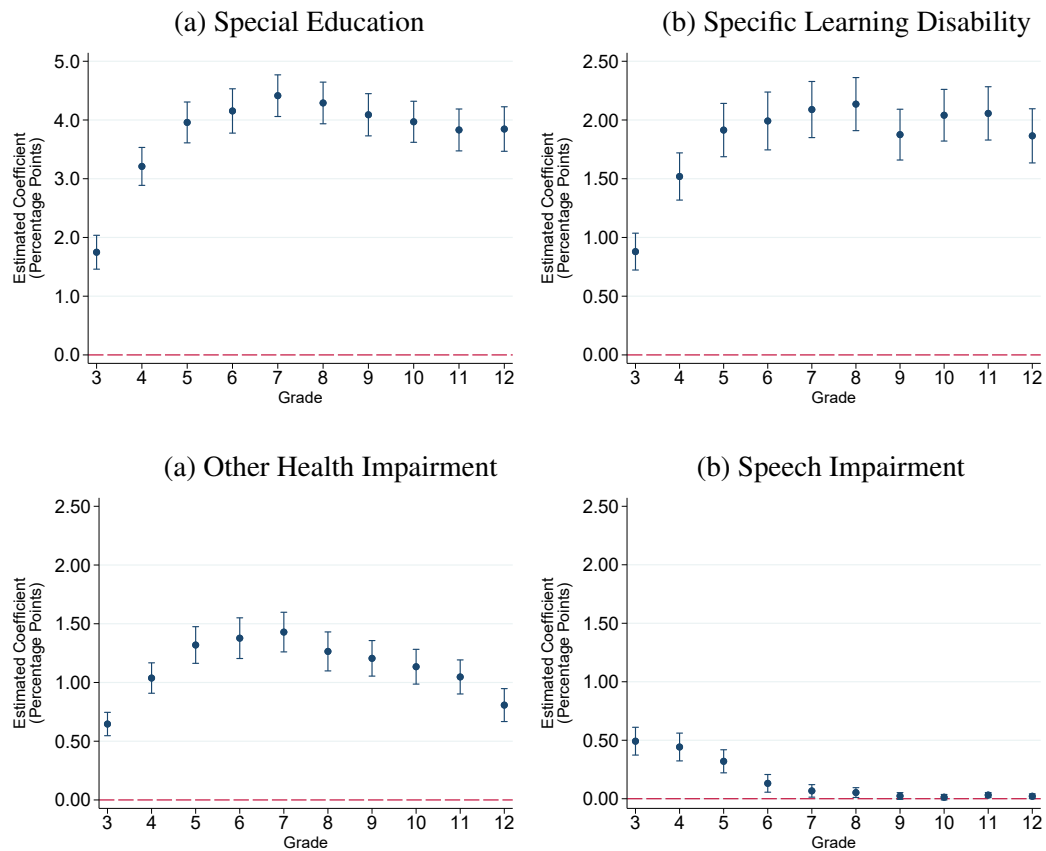 (a) Special Education
Estimated Coefficient
(Percentage Points)
5.0
4.0
3.0
2.0
1.0
0.0
3 4 5 6 7 8 9 10 11 12
Grade
(b) Specific Learning Disability
Estimated Coefficient
(Percentage Points)
2.50
2.00
1.50
1.00
0.50
0.00
3 4 5 6 7 8 9 10 11 12
Grade
(a) Other Health Impairment
Estimated Coefficient
(Percentage Points)
2.50
2.00
1.50
1.00
0.50
0.00
3 4 5 6 7 8 9 10 11 12
Grade
(b) Speech Impairment
Estimated Coefficient
(Percentage Points)
2.50
2.00
1.50
1.00
0.50
0.00
3 4 5 6 7 8 9 10 11 12
Grade